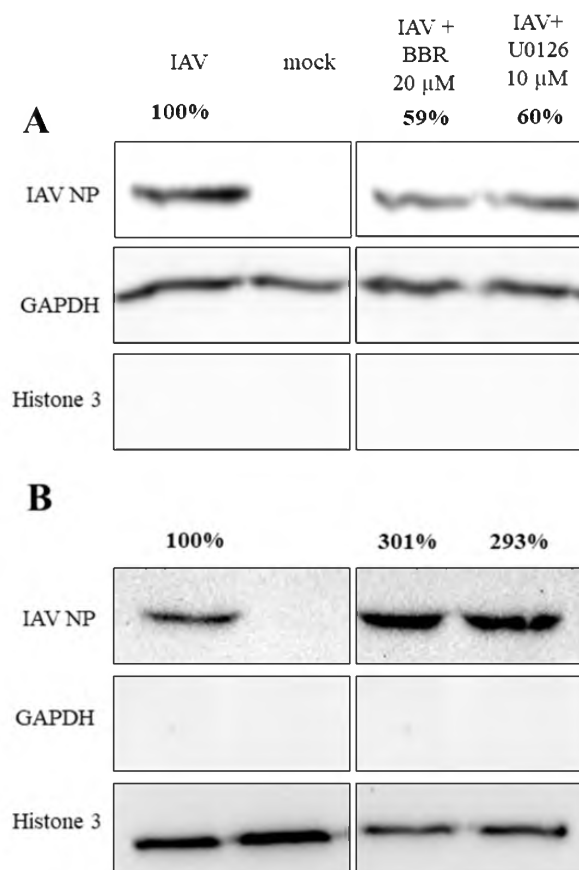 IAV
mock
IAV +
BBR
20 µM
IAV+
U0126
10 µM
A
100%
59%
60%
IAV NP
GAPDH
Histone 3
B
100%
301%
293%
IAV NP
GAPDH
Histone 3